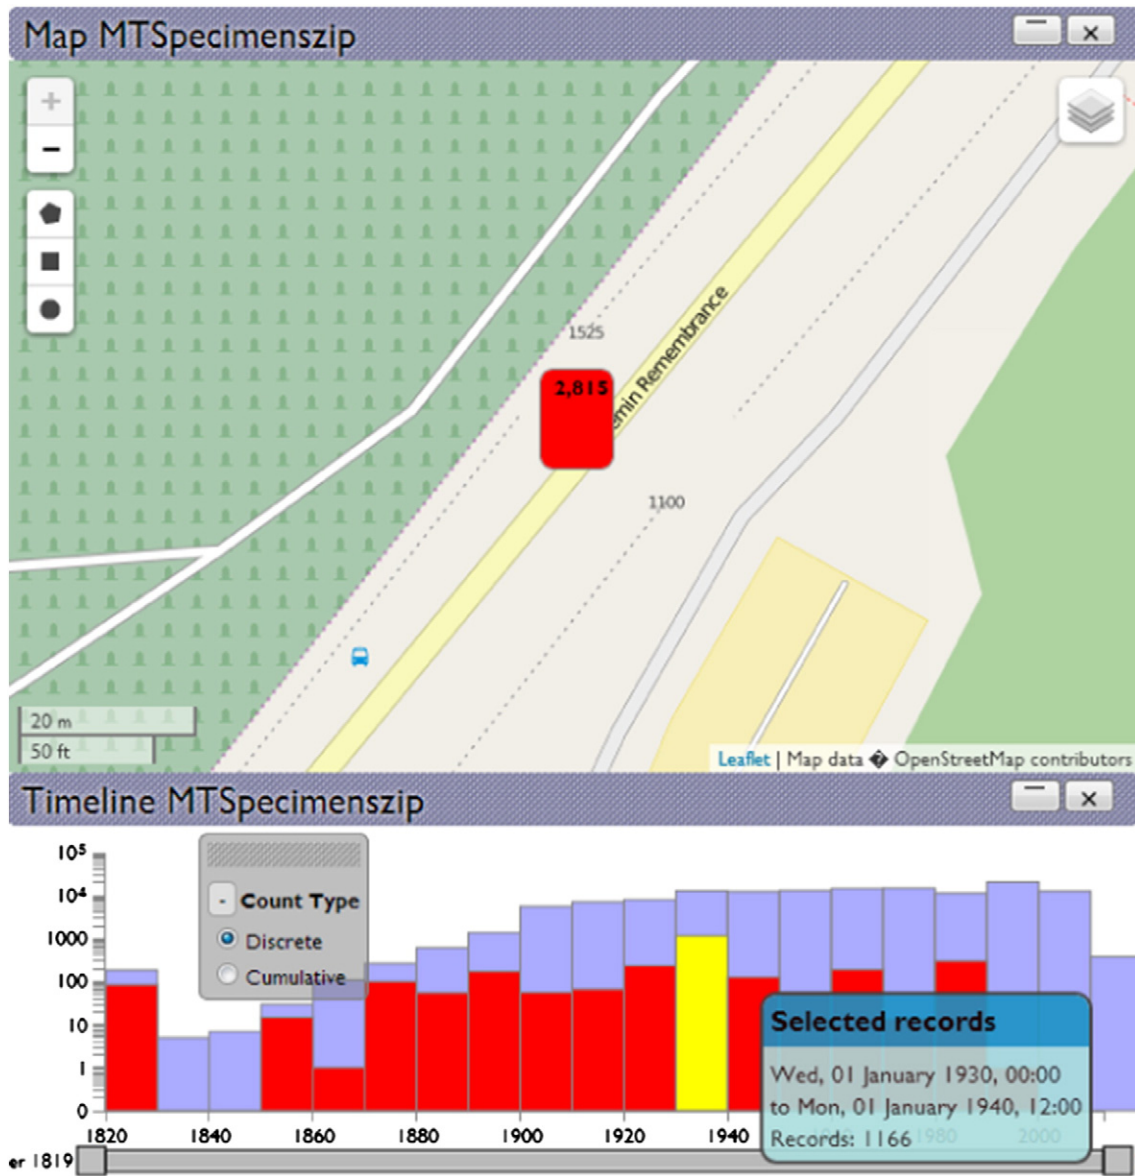 Map MTSpecimenszip
+
-
1525
2,815
emin Remembrance
1100
20 m
50 ft
Leaflet | Map data � OpenStreetMap contributors
Timeline MTSpecimenszip
10⁵
10⁴
1000
100
10
1
0
- Count Type
Discrete
Cumulative
Selected records
Wed, 01 January 1930, 00:00
to Mon, 01 January 1940, 12:00
Records: 1166
1820 1840 1860 1880 1900 1920 1940 1980 2000
er 1819